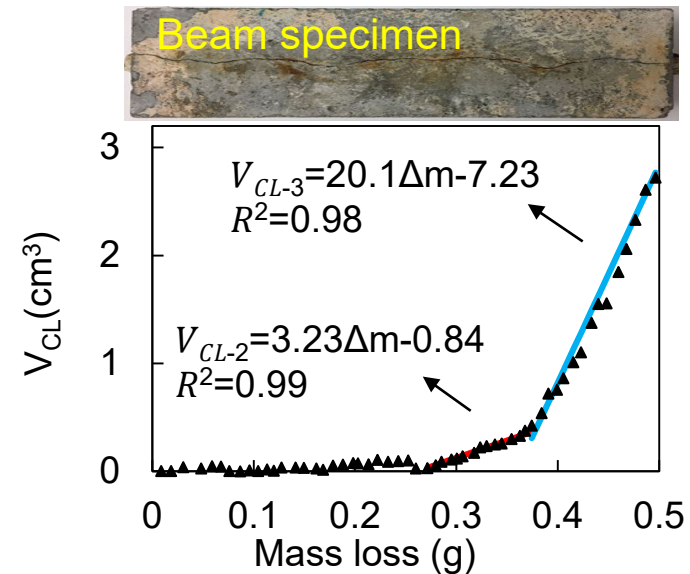 Beam specimen
V_CL-3=20.1Δm-7.23
R²=0.98
V_CL-2=3.23Δm-0.84
R²=0.99
V_CL(cm³)
3
2
1
0
0 0.1 0.2 0.3 0.4 0.5
Mass loss (g)